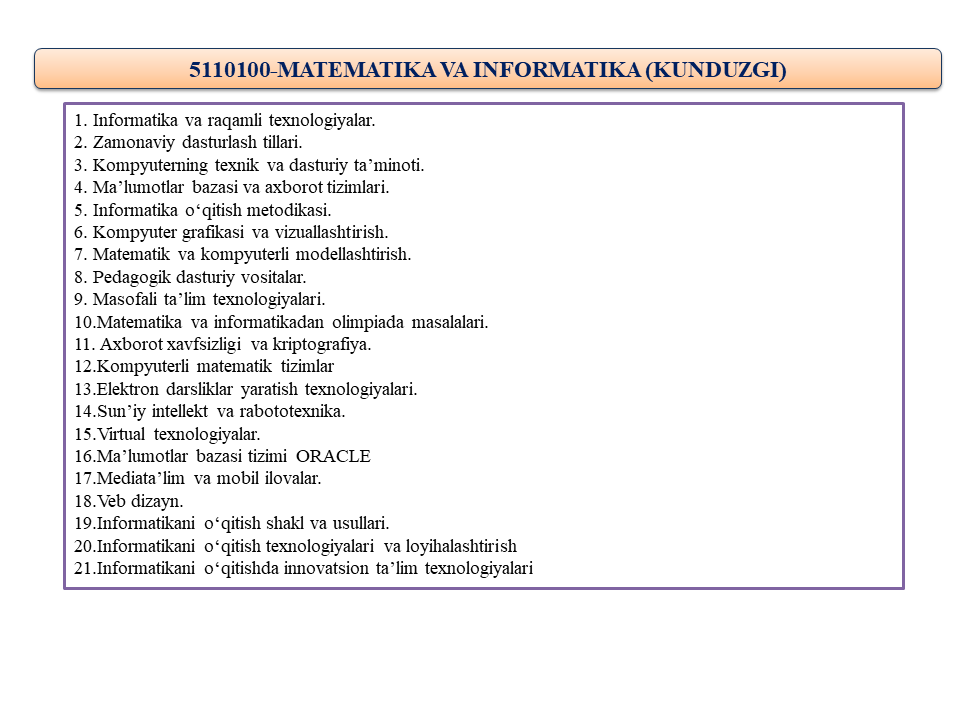 5110100-MATEMATIKA VA INFORMATIKA (KUNDUZGI)
1. Informatika va raqamli texnologiyalar.
2. Zamonaviy dasturlash tillari.
3. Kompyuterning texnik va dasturiy ta’minoti.
4. Ma’lumotlar bazasi va axborot tizimlari.
5. Informatika o‘qitish metodikasi.
6. Kompyuter grafikasi va vizuallashtirish.
7. Matematik va kompyuterli modellashtirish.
8. Pedagogik dasturiy vositalar.
9. Masofali ta’lim texnologiyalari.
10.Matematika va informatikadan olimpiada masalalari.
11. Axborot xavfsizligi va kriptografiya.
12.Kompyuterli matematik tizimlar
13.Elektron darsliklar yaratish texnologiyalari.
14.Sun’iy intellekt va rabototexnika.
15.Virtual texnologiyalar.
16.Ma’lumotlar bazasi tizimi ORACLE
17.Mediata’lim va mobil ilovalar.
18.Veb dizayn.
19.Informatikani o‘qitish shakl va usullari.
20.Informatikani o‘qitish texnologiyalari va loyihalashtirish
21.Informatikani o‘qitishda innovatsion ta’lim texnologiyalari